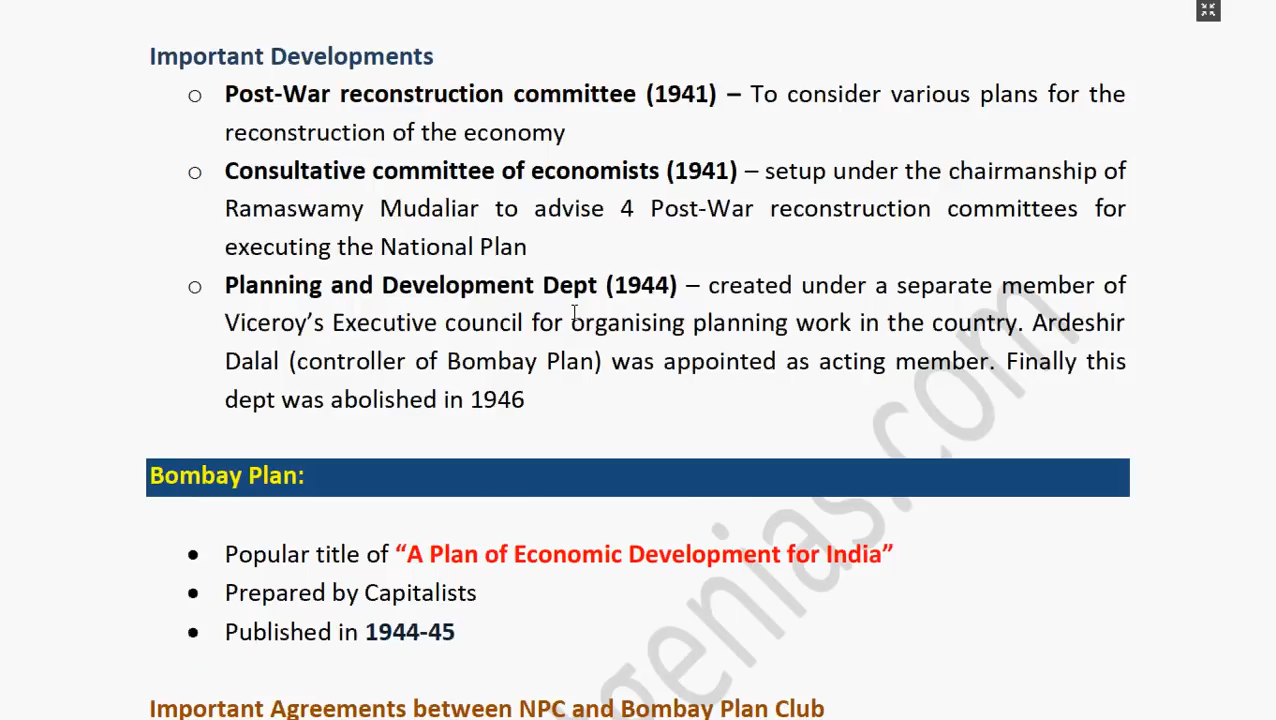 Important Developments
o Post-War reconstruction committee (1941) – To consider various plans for the
reconstruction of the economy
o Consultative committee of economists (1941) – setup under the chairmanship of
Ramaswamy Mudaliar to advise 4 Post-War reconstruction committees for
executing the National Plan
o Planning and Development Dept (1944) – created under a separate member of
Viceroy’s Executive council for organising planning work in the country. Ardeshir
Dalal (controller of Bombay Plan) was appointed as acting member. Finally this
dept was abolished in 1946
Bombay Plan:
• Popular title of “A Plan of Economic Development for India”
• Prepared by Capitalists
• Published in 1944-45
Important Agreements between NPC and Bombay Plan Club
genias.com